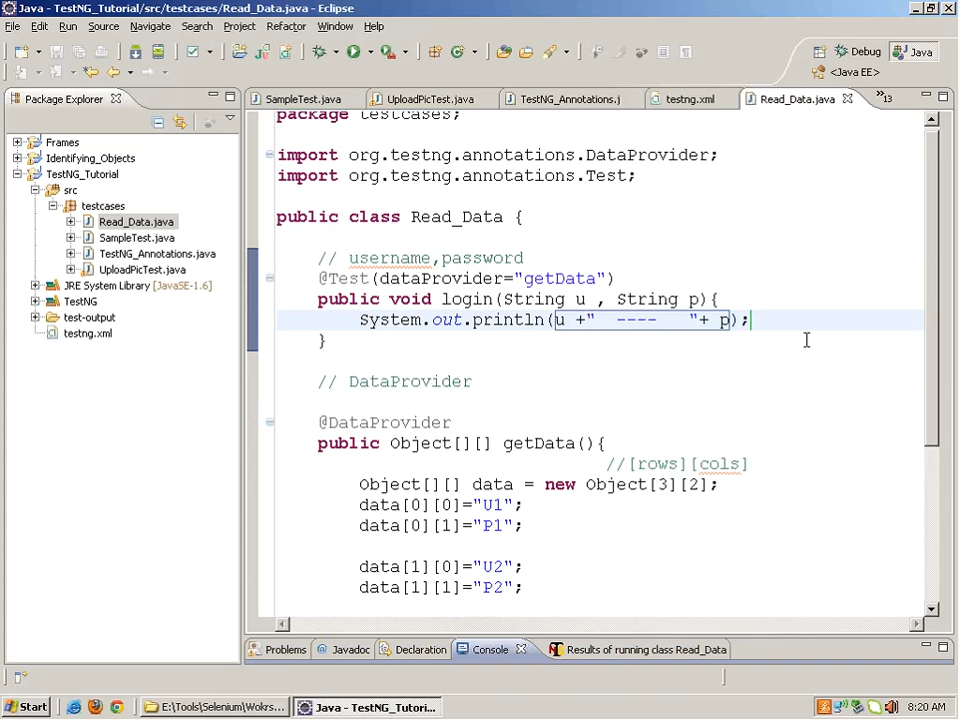 Java - TestNG_Tutorial/src/testcases/Read_Data.java - Eclipse
File Edit Run Source Navigate Search Project Refactor Window Help
Debug Java
<Java EE>
Package Explorer
SampleTest.java UploadPicTest.java TestNG_Annotations.j testng.xml Read_Data.java »13
Frames
Identifying_Objects
TestNG_Tutorial
src
testcases
Read_Data.java
SampleTest.java
TestNG_Annotations.java
UploadPicTest.java
JRE System Library [JavaSE-1.6]
TestNG
test-output
testng.xml
package testcases;
import org.testng.annotations.DataProvider;
import org.testng.annotations.Test;
public class Read_Data {
// username,password
@Test(dataProvider="getData")
public void login(String u , String p){
System.out.println(u +"  ----   "+ p);
}
// DataProvider
@DataProvider
public Object[][] getData(){
//[rows][cols]
Object[][] data = new Object[3][2];
data[0][0]="U1";
data[0][1]="P1";
data[1][0]="U2";
data[1][1]="P2";
Problems Javadoc Declaration Console Results of running class Read_Data
Start E:\Tools\Selenium\Wokrs... Java - TestNG_Tutori... 8:20 AM